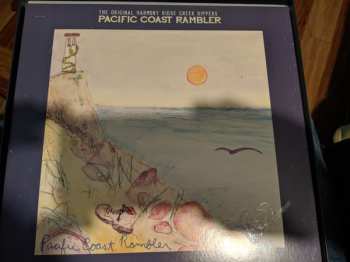 THE ORIGINAL HARMONY RIDGE CREEK DIPPERS
PACIFIC COAST RAMBLER
Pacific Coast Rambler